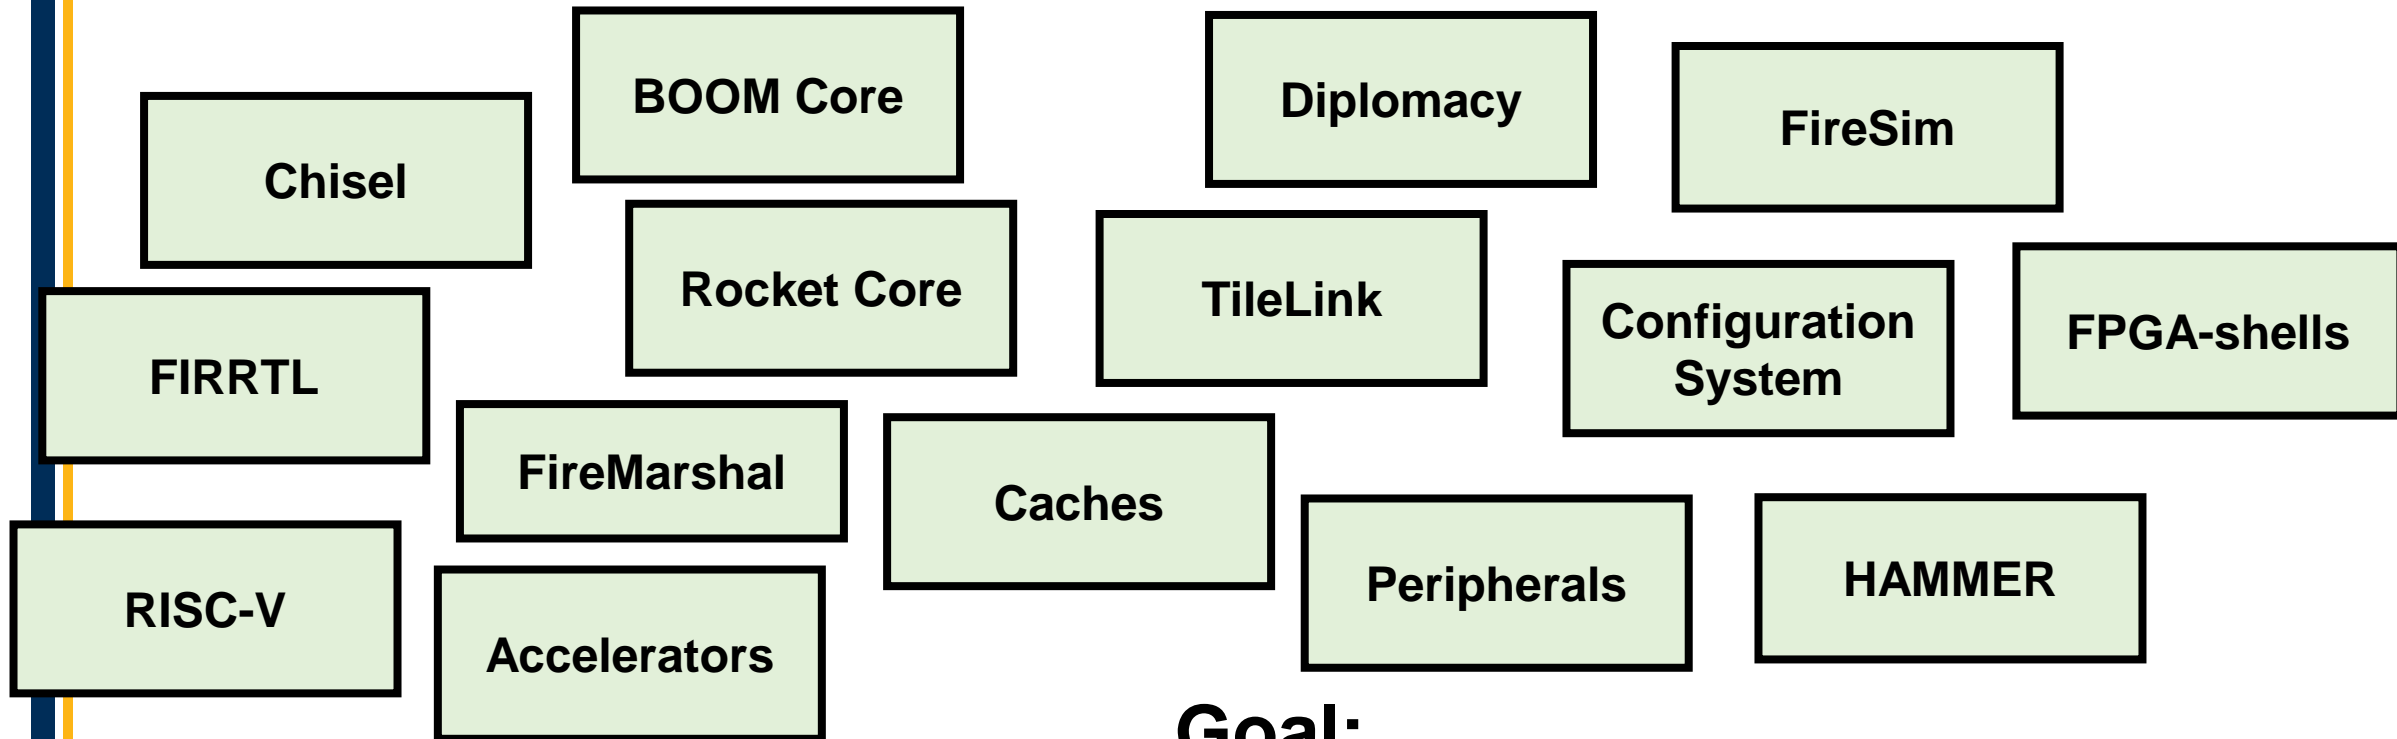 BOOM Core
Diplomacy
FireSim
Chisel
Rocket Core
TileLink
Configuration
System
FPGA-shells
FIRRTL
FireMarshal
Caches
Peripherals
HAMMER
RISC-V
Accelerators
Goal: